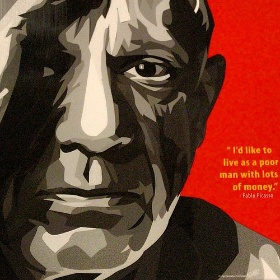 " I'd like to
live as a poor
man with lots
of money."
- Pablo Picasso